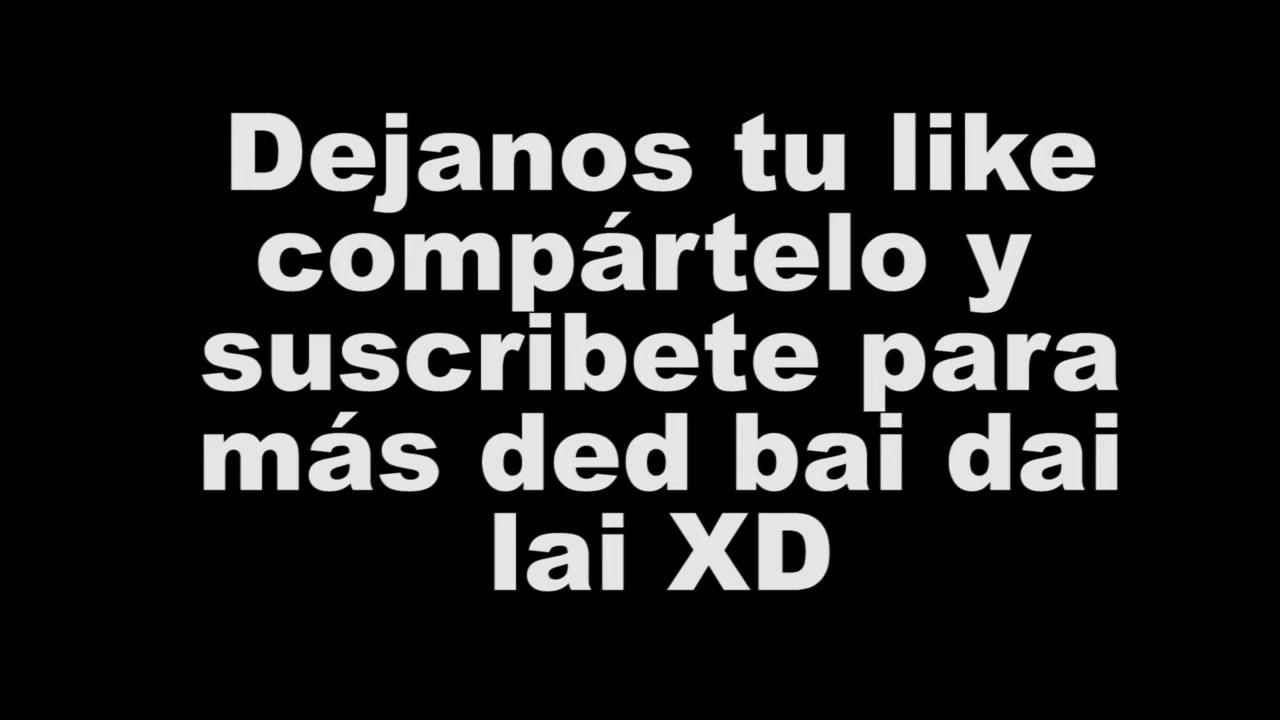 Dejanos tu like
compártelo y
suscribete para
más ded bai dai
lai XD